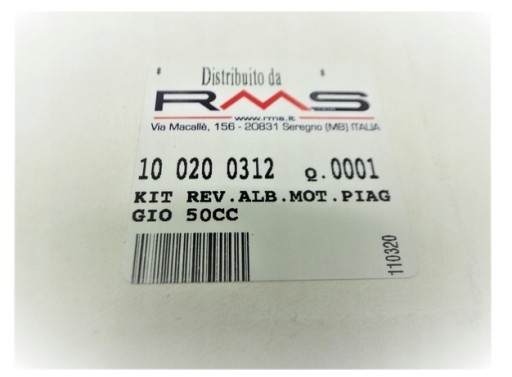 Distribuito da
RMS
www.rms.it
Via Macallè, 156 - 20831 Seregno (MB) ITALIA
10 020 0312 Q.0001
KIT REV.ALB.MOT.PIAG
GIO 50CC
110320